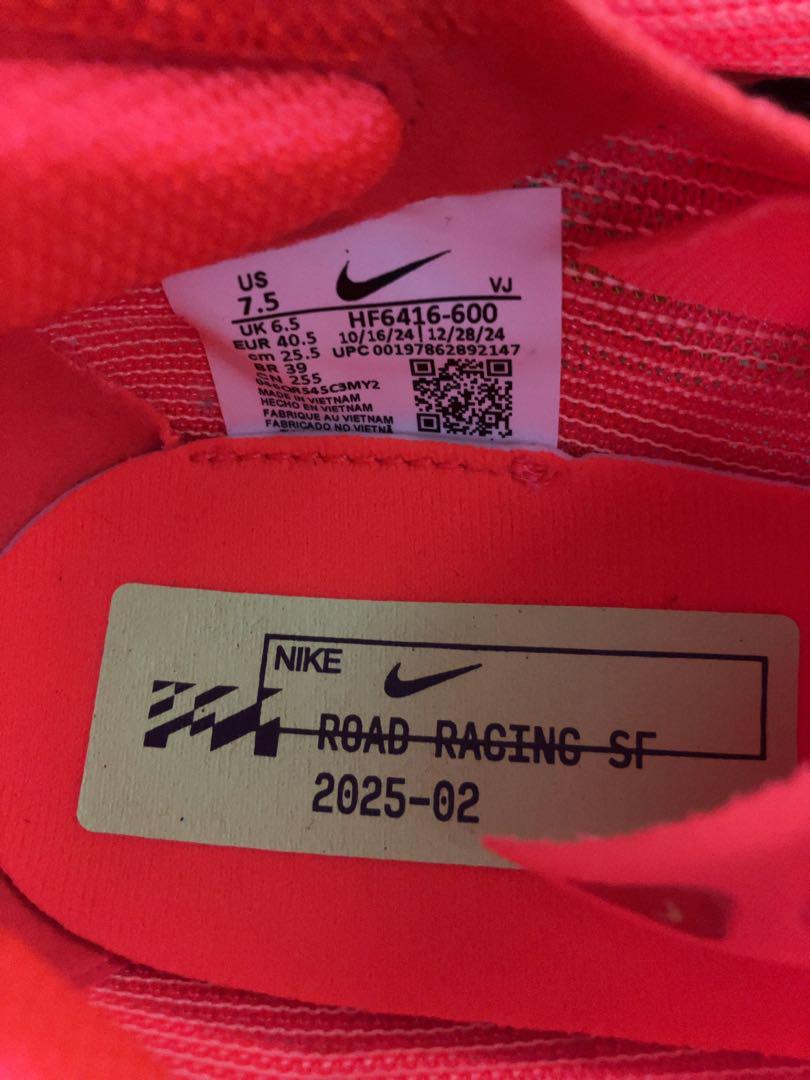 US
7.5
VJ
UK 6.5
HF6416-600
EUR 40.5
10/16/24 | 12/28/24
cm 25.5
UPC 00197862892147
BR 39
CN 255
MADE IN VIETNAM
HECHO EN VIETNAM
FABRIQUE AU VIETNAM
FABRICADO NO VIETNÃ
NIKE
ROAD RACING SF
2025-02